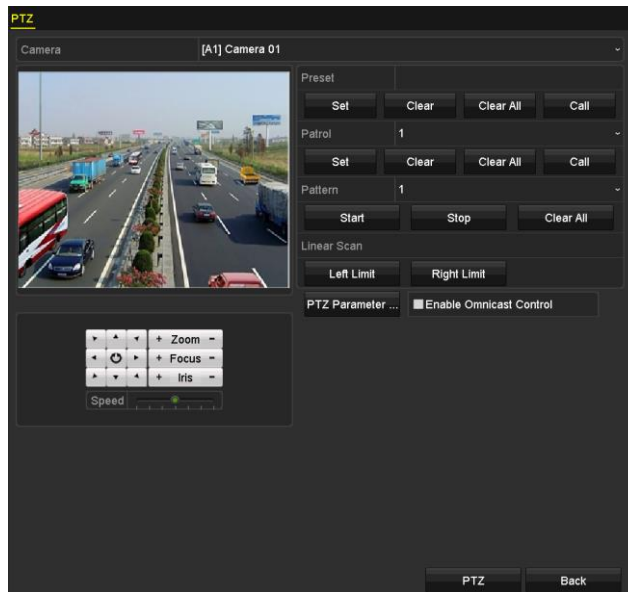 PTZ
Camera [A1] Camera 01
Preset
Set Clear Clear All Call
Patrol 1
Set Clear Clear All Call
Pattern 1
Start Stop Clear All
Linear Scan
Left Limit Right Limit
PTZ Parameter ... Enable Omnicast Control
+ Zoom -
+ Focus -
+ Iris -
Speed
PTZ Back